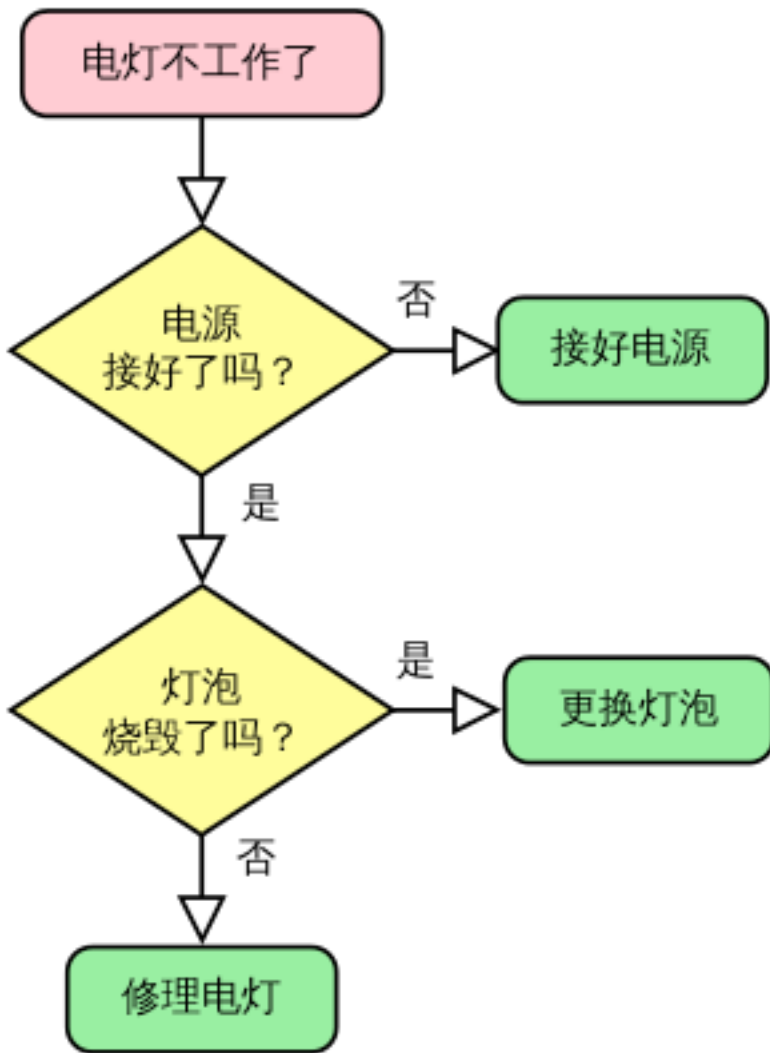 电灯不工作了
电源
接好了吗？
否
接好电源
是
灯泡
烧毁了吗？
是
更换灯泡
否
修理电灯